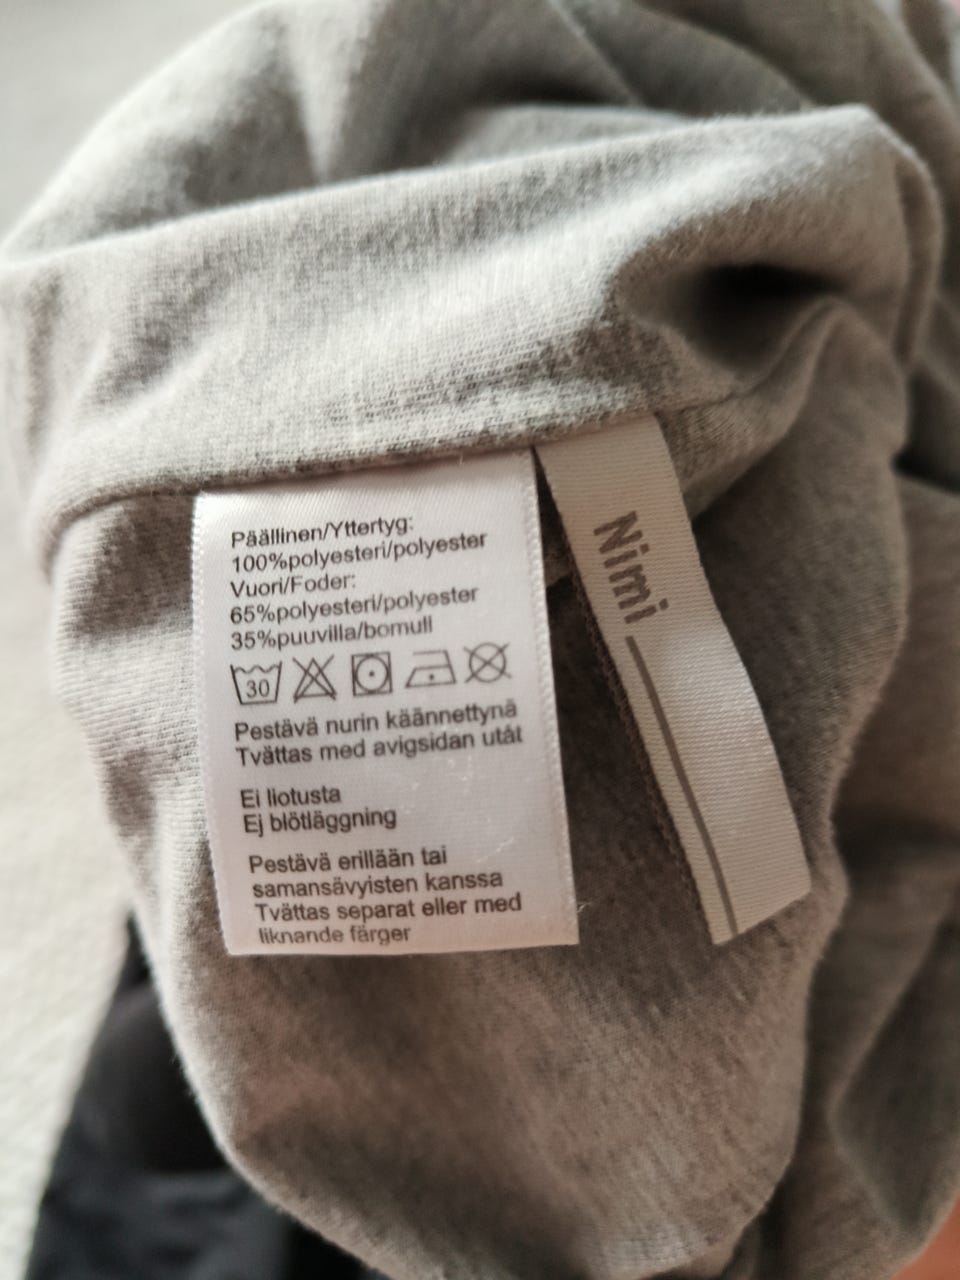 Päällinen/Yttertyg:
100%polyesteri/polyester
Vuori/Foder:
65%polyesteri/polyester
35%puuvilla/bomull
30
Pestävä nurin käännettynä
Tvättas med avigsidan utåt
Ei liotusta
Ej blötläggning
Pestävä erillään tai
samansävyisten kanssa
Tvättas separat eller med
liknande färger
Nimi